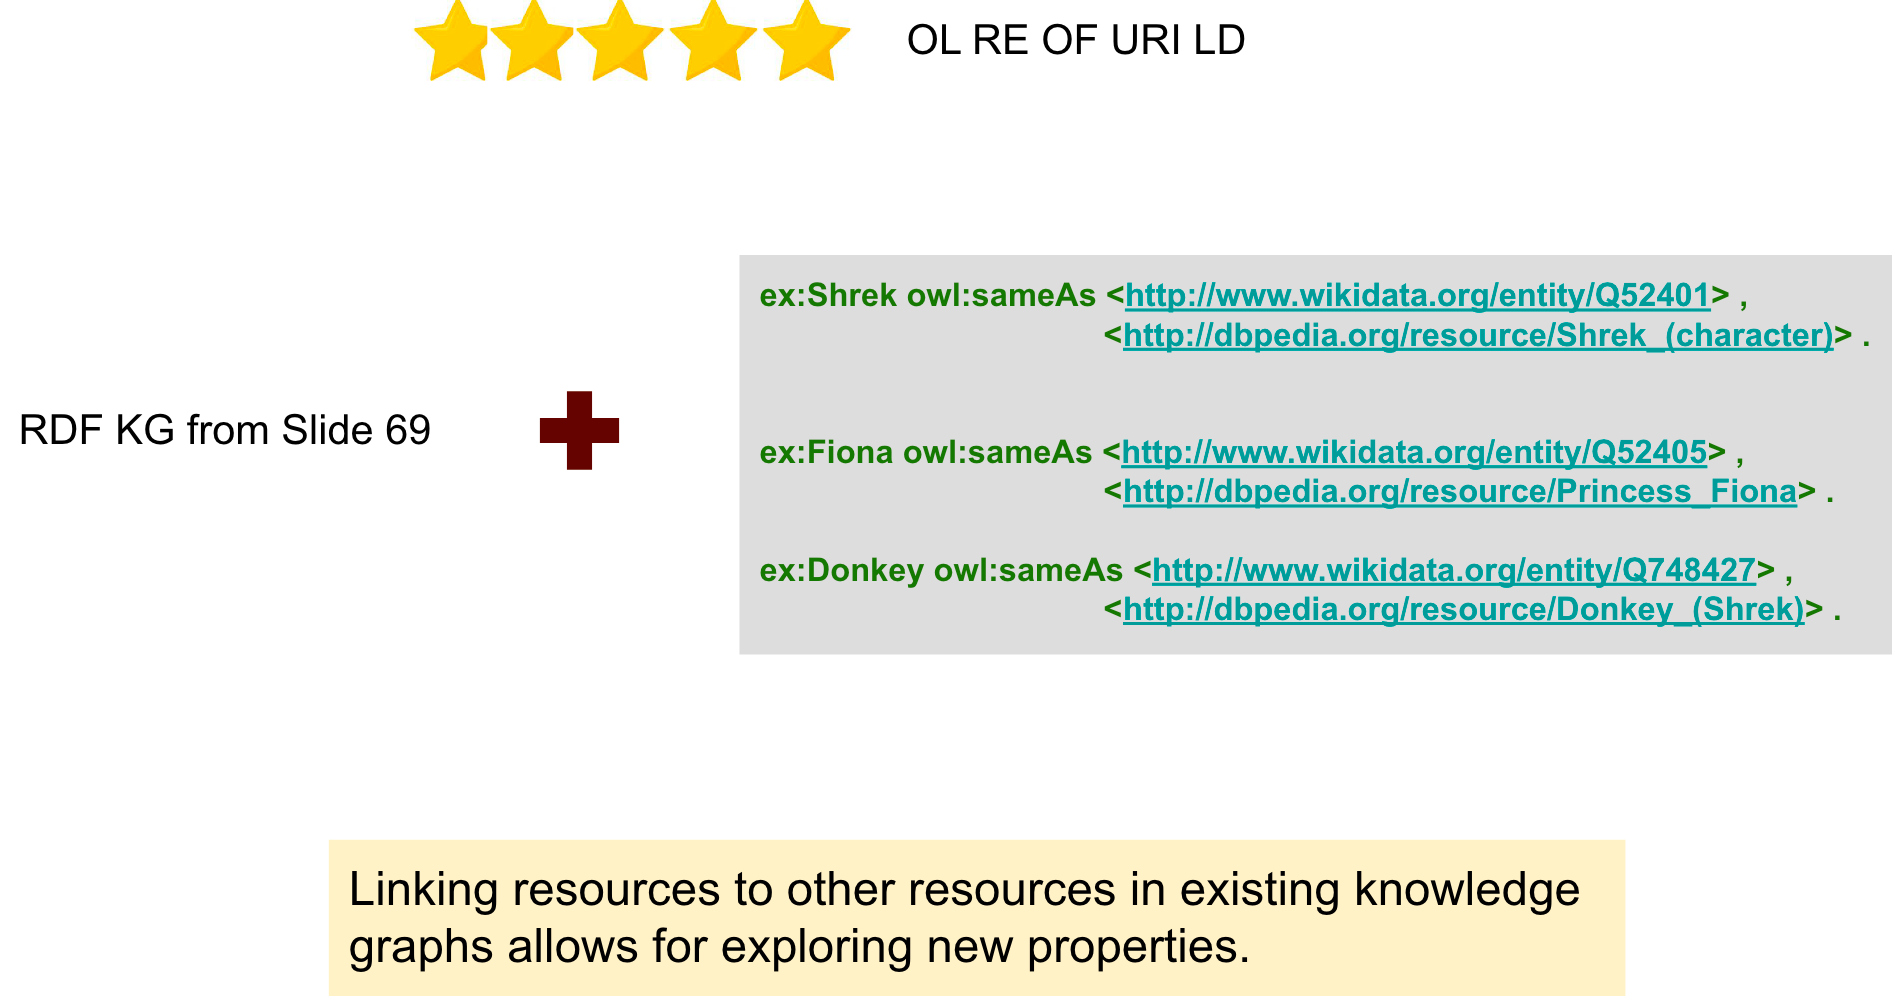 OL RE OF URI LD
ex:Shrek owl:sameAs <http://www.wikidata.org/entity/Q52401> ,
<http://dbpedia.org/resource/Shrek_(character)> .
RDF KG from Slide 69
ex:Fiona owl:sameAs <http://www.wikidata.org/entity/Q52405> ,
<http://dbpedia.org/resource/Princess_Fiona> .
ex:Donkey owl:sameAs <http://www.wikidata.org/entity/Q748427> ,
<http://dbpedia.org/resource/Donkey_(Shrek)> .
Linking resources to other resources in existing knowledge
graphs allows for exploring new properties.